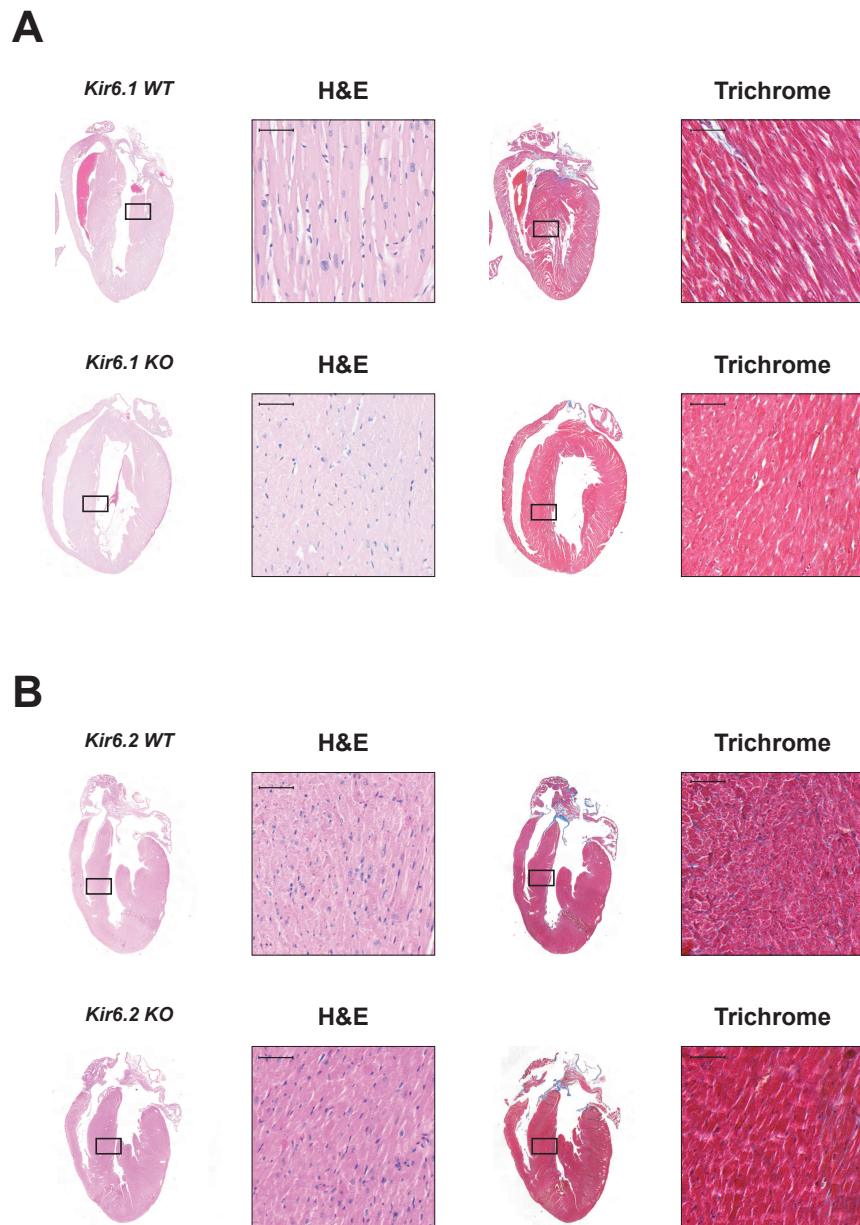 A
Kir6.1 WT
H&E
Trichrome
Kir6.1 KO
H&E
Trichrome
B
Kir6.2 WT
H&E
Trichrome
Kir6.2 KO
H&E
Trichrome